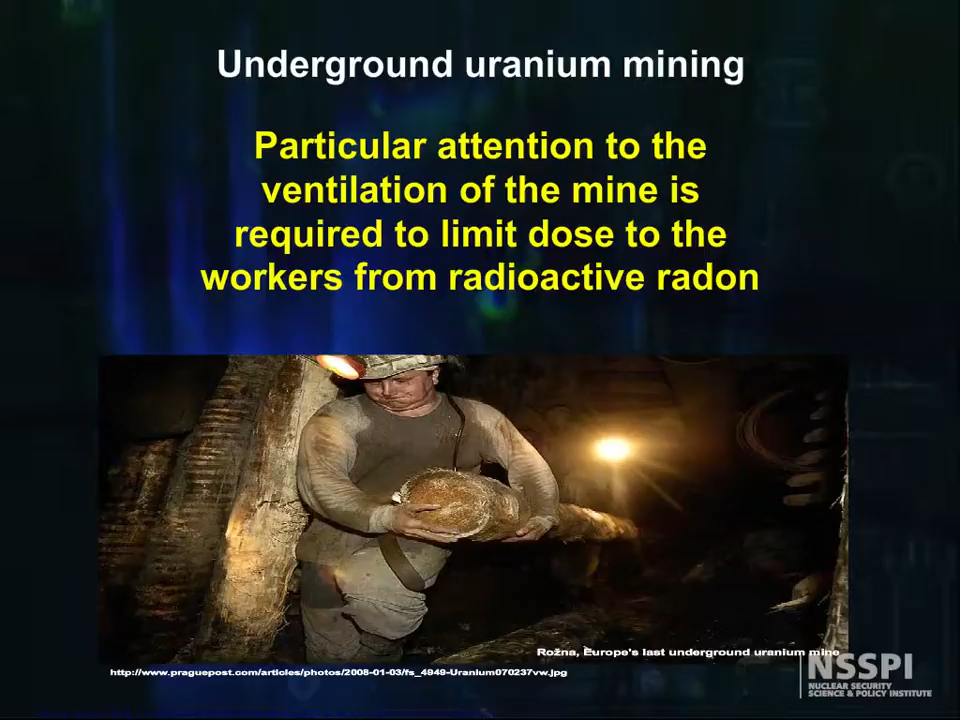 Underground uranium mining
Particular attention to the
ventilation of the mine is
required to limit dose to the
workers from radioactive radon
Rožna, Europe's last underground uranium mine
http://www.praguepost.com/articles/photos/2008-01-03/fs_4949-Uranium070237vw.jpg
NSSPI
NUCLEAR SECURITY
SCIENCE & POLICY INSTITUTE